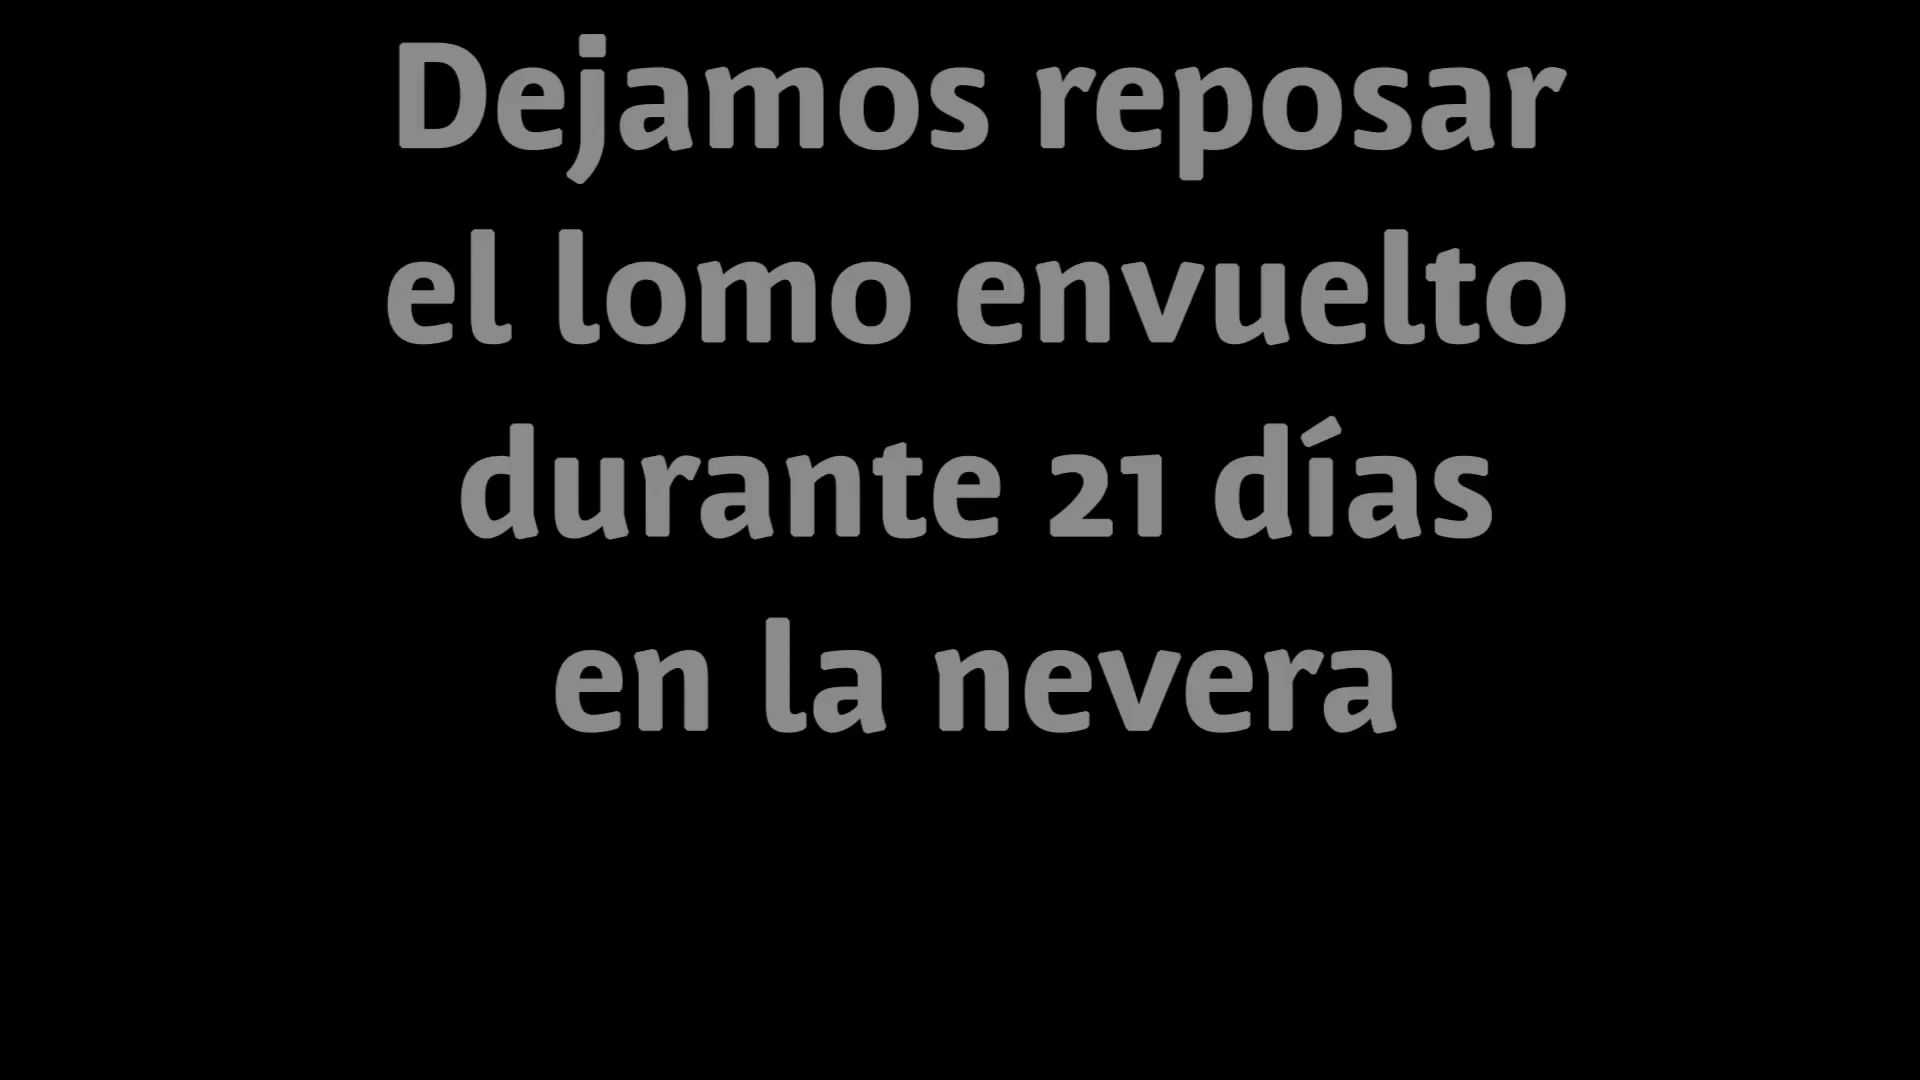 Dejamos reposar
el lomo envuelto
durante 21 días
en la nevera